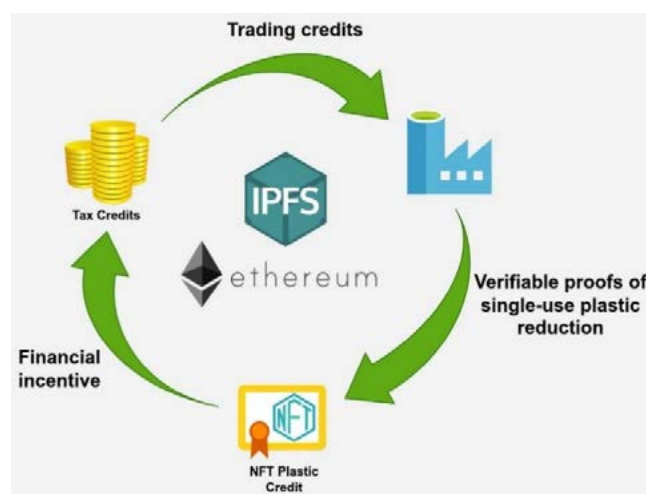 Trading credits
Tax Credits
IPFS
ethereum
Verifiable proofs of
single-use plastic
reduction
Financial
incentive
NFT
NFT Plastic
Credit